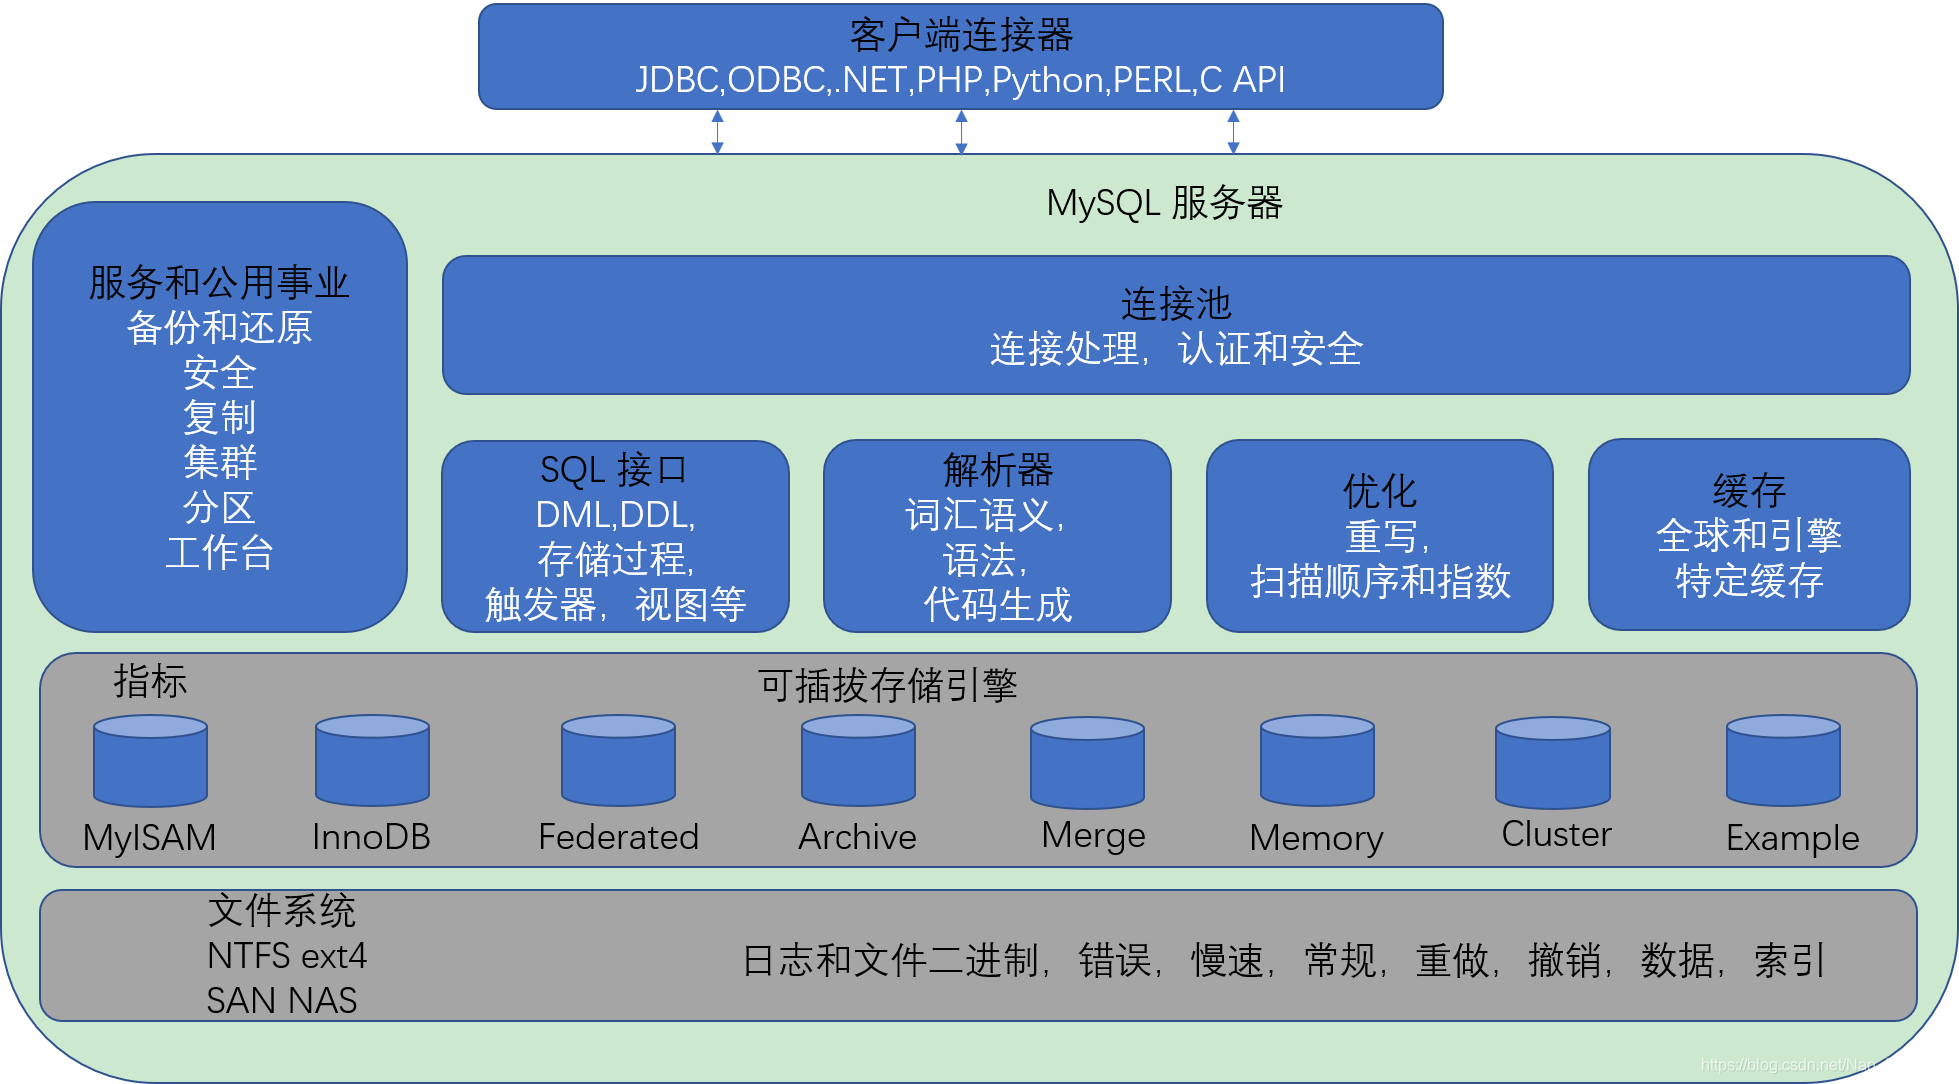 客户端连接器
JDBC,ODBC,.NET,PHP,Python,PERL,C API
MySQL 服务器
服务和公用事业
备份和还原
安全
复制
集群
分区
工作台
连接池
连接处理，认证和安全
SQL 接口
DML,DDL,
存储过程,
触发器，视图等
解析器
词汇语义，
语法，
代码生成
优化
重写，
扫描顺序和指数
缓存
全球和引擎
特定缓存
指标
可插拔存储引擎
MyISAM
InnoDB
Federated
Archive
Merge
Memory
Cluster
Example
文件系统
NTFS ext4
SAN NAS
日志和文件二进制，错误，慢速，常规，重做，撤销，数据，索引